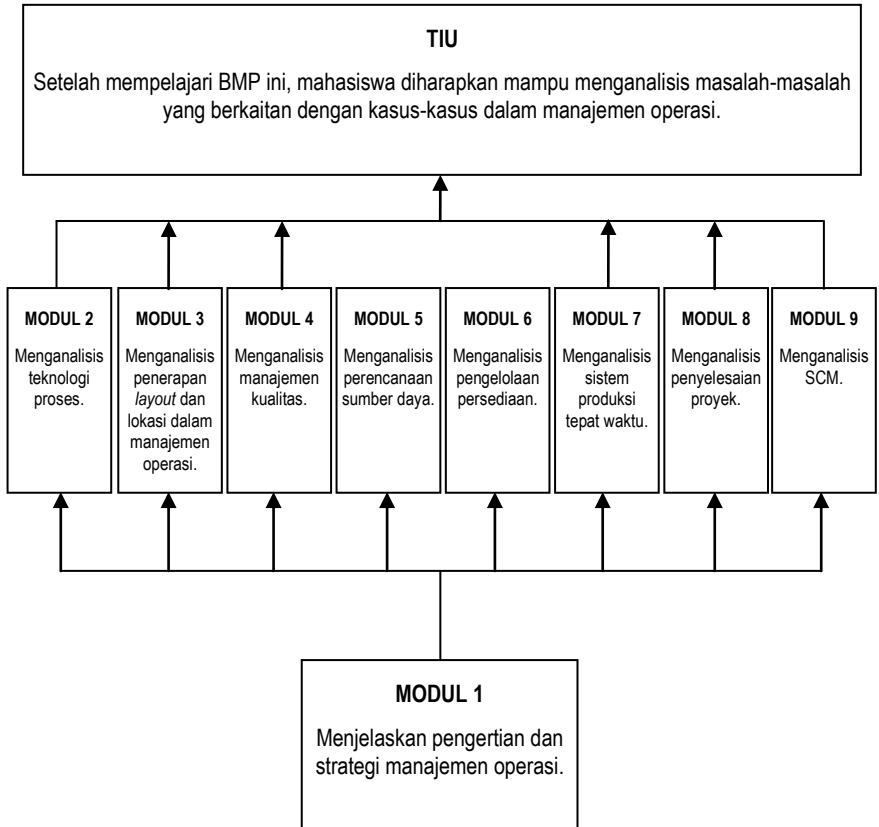 TIU
Setelah mempelajari BMP ini, mahasiswa diharapkan mampu menganalisis masalah-masalah
yang berkaitan dengan kasus-kasus dalam manajemen operasi.
MODUL 2
Menganalisis
teknologi
proses.
MODUL 3
Menganalisis
penerapan
layout dan
lokasi dalam
manajemen
operasi.
MODUL 4
Menganalisis
manajemen
kualitas.
MODUL 5
Menganalisis
perencanaan
sumber daya.
MODUL 6
Menganalisis
pengelolaan
persediaan.
MODUL 7
Menganalisis
sistem
produksi
tepat waktu.
MODUL 8
Menganalisis
penyelesaian
proyek.
MODUL 9
Menganalisis
SCM.
MODUL 1
Menjelaskan pengertian dan
strategi manajemen operasi.